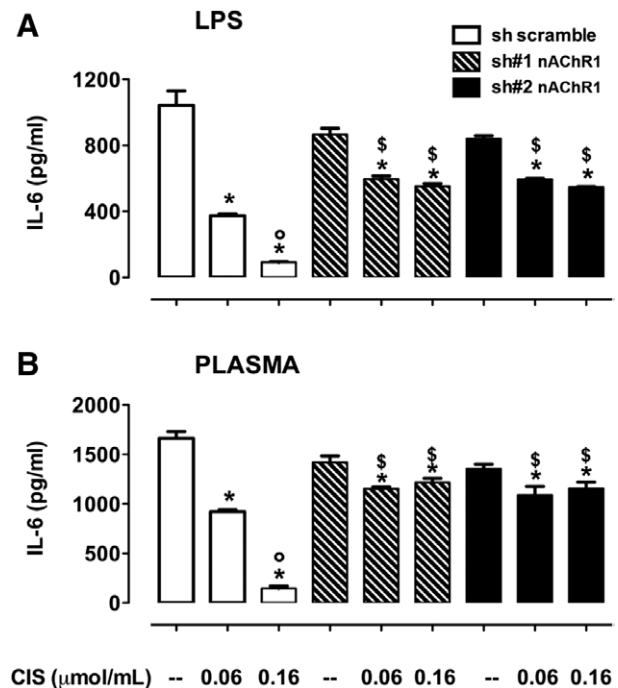 A
LPS
sh scramble
sh#1 nAChR1
sh#2 nAChR1
IL-6 (pg/ml)
1200
800
400
0
* ° * $ * $ * $ * $ *
B
PLASMA
IL-6 (pg/ml)
2000
1500
1000
500
0
* ° * $ * $ * $ * $ *
CIS (µmol/mL) -- 0.06 0.16 -- 0.06 0.16 -- 0.06 0.16